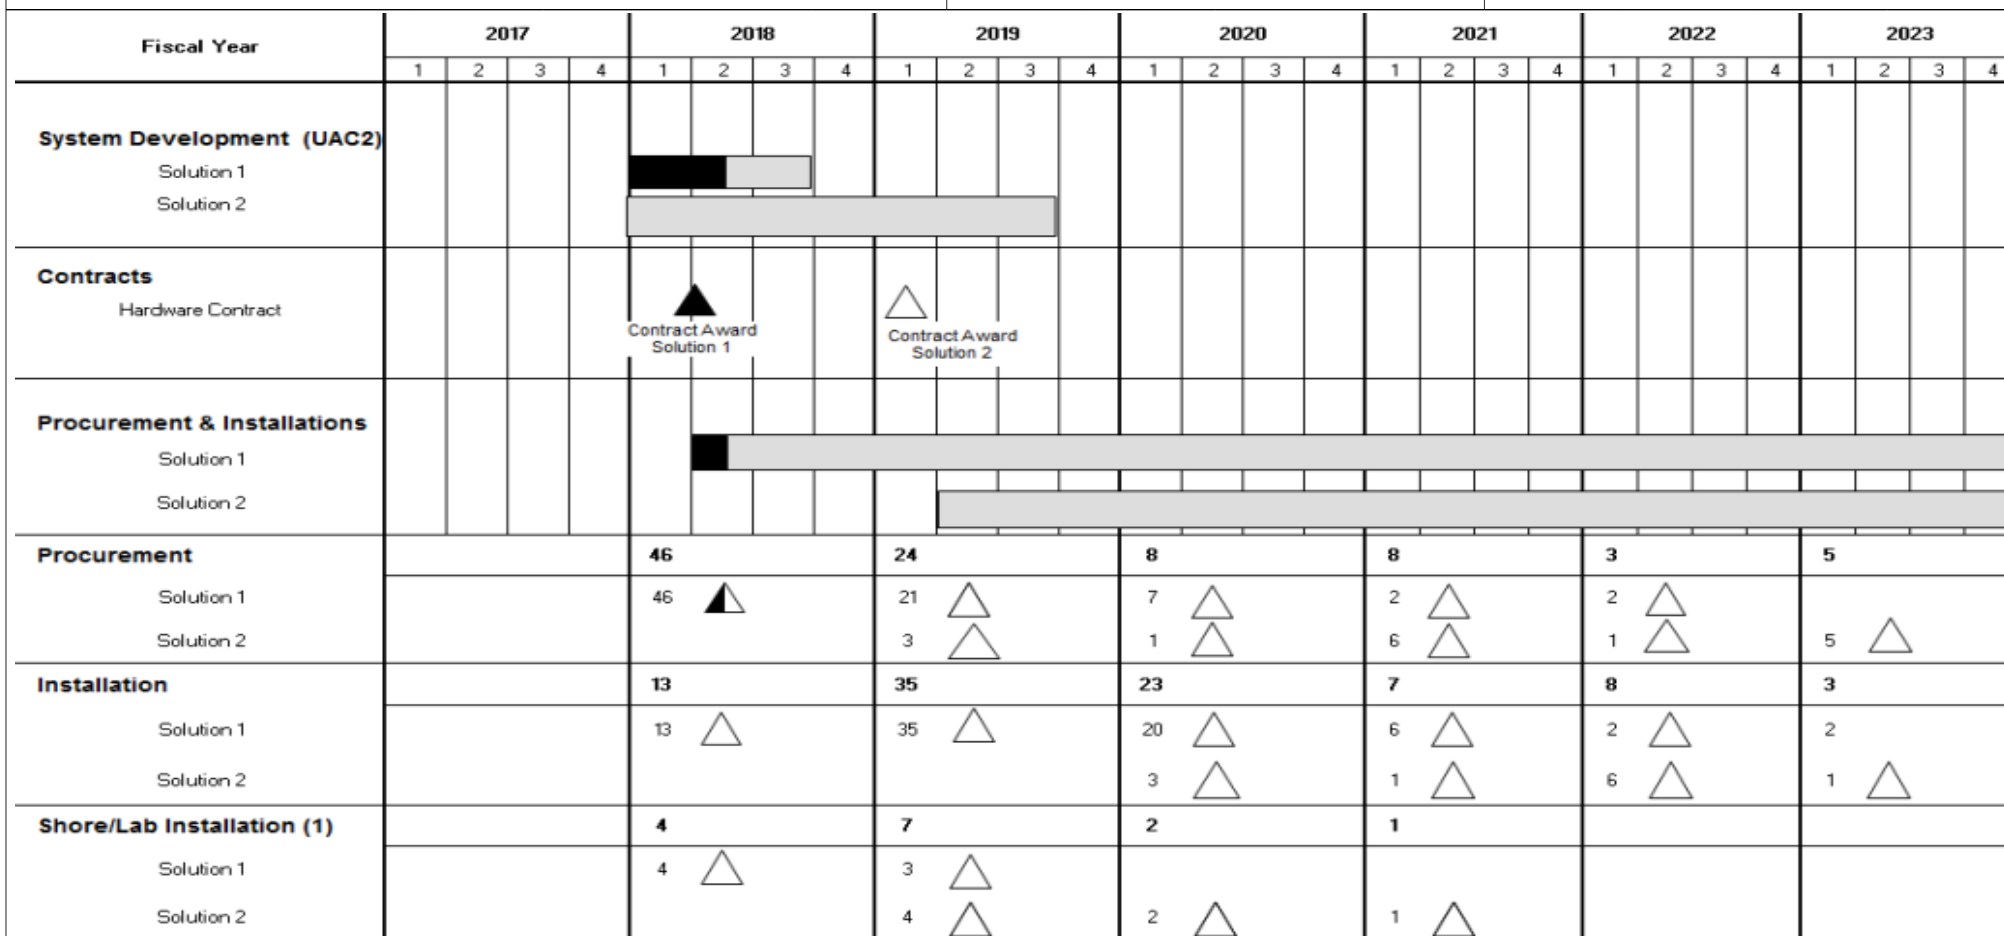 Fiscal Year 2017 2018 2019 2020 2021 2022 2023
1 2 3 4 1 2 3 4 1 2 3 4 1 2 3 4 1 2 3 4 1 2 3 4 1 2 3 4
System Development (UAC2)
Solution 1
Solution 2
Contracts
Hardware Contract
Contract Award
Solution 1
Contract Award
Solution 2
Procurement & Installations
Solution 1
Solution 2
Procurement 46 24 8 8 3 5
Solution 1 46 21 7 2 2
Solution 2 3 1 6 1 5
Installation 13 35 23 7 8 3
Solution 1 13 35 20 6 2 2
Solution 2 3 1 6 1
Shore/Lab Installation (1) 4 7 2 1
Solution 1 4 3
Solution 2 4 2 1